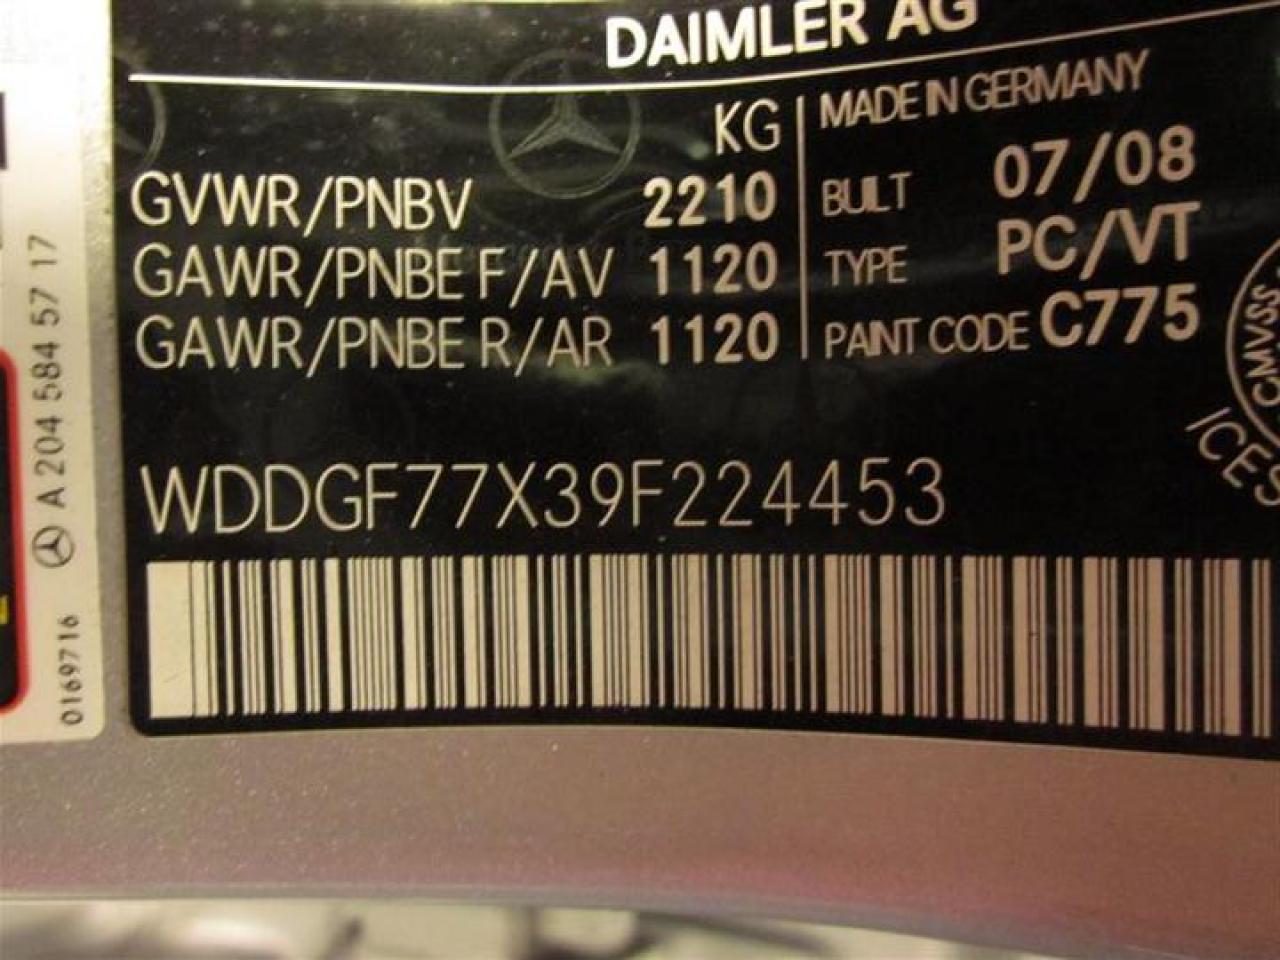 DAIMLER AG
KG
GVWR/PNBV 2210
GAWR/PNBE F/AV 1120
GAWR/PNBE R/AR 1120
MADE IN GERMANY
BUILT 07/08
TYPE PC/VT
PAINT CODE C775
CMVSS
ICES
WDDGF77X39F224453
A 204 584 57 17
0169716